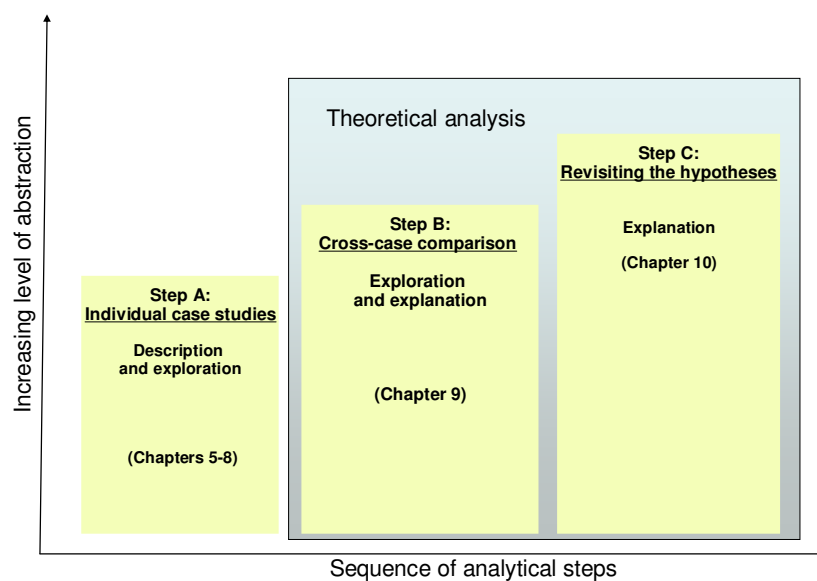 Increasing level of abstraction
Theoretical analysis
Step A:
Individual case studies
Description
and exploration
(Chapters 5-8)
Step B:
Cross-case comparison
Exploration
and explanation
(Chapter 9)
Step C:
Revisiting the hypotheses
Explanation
(Chapter 10)
Sequence of analytical steps